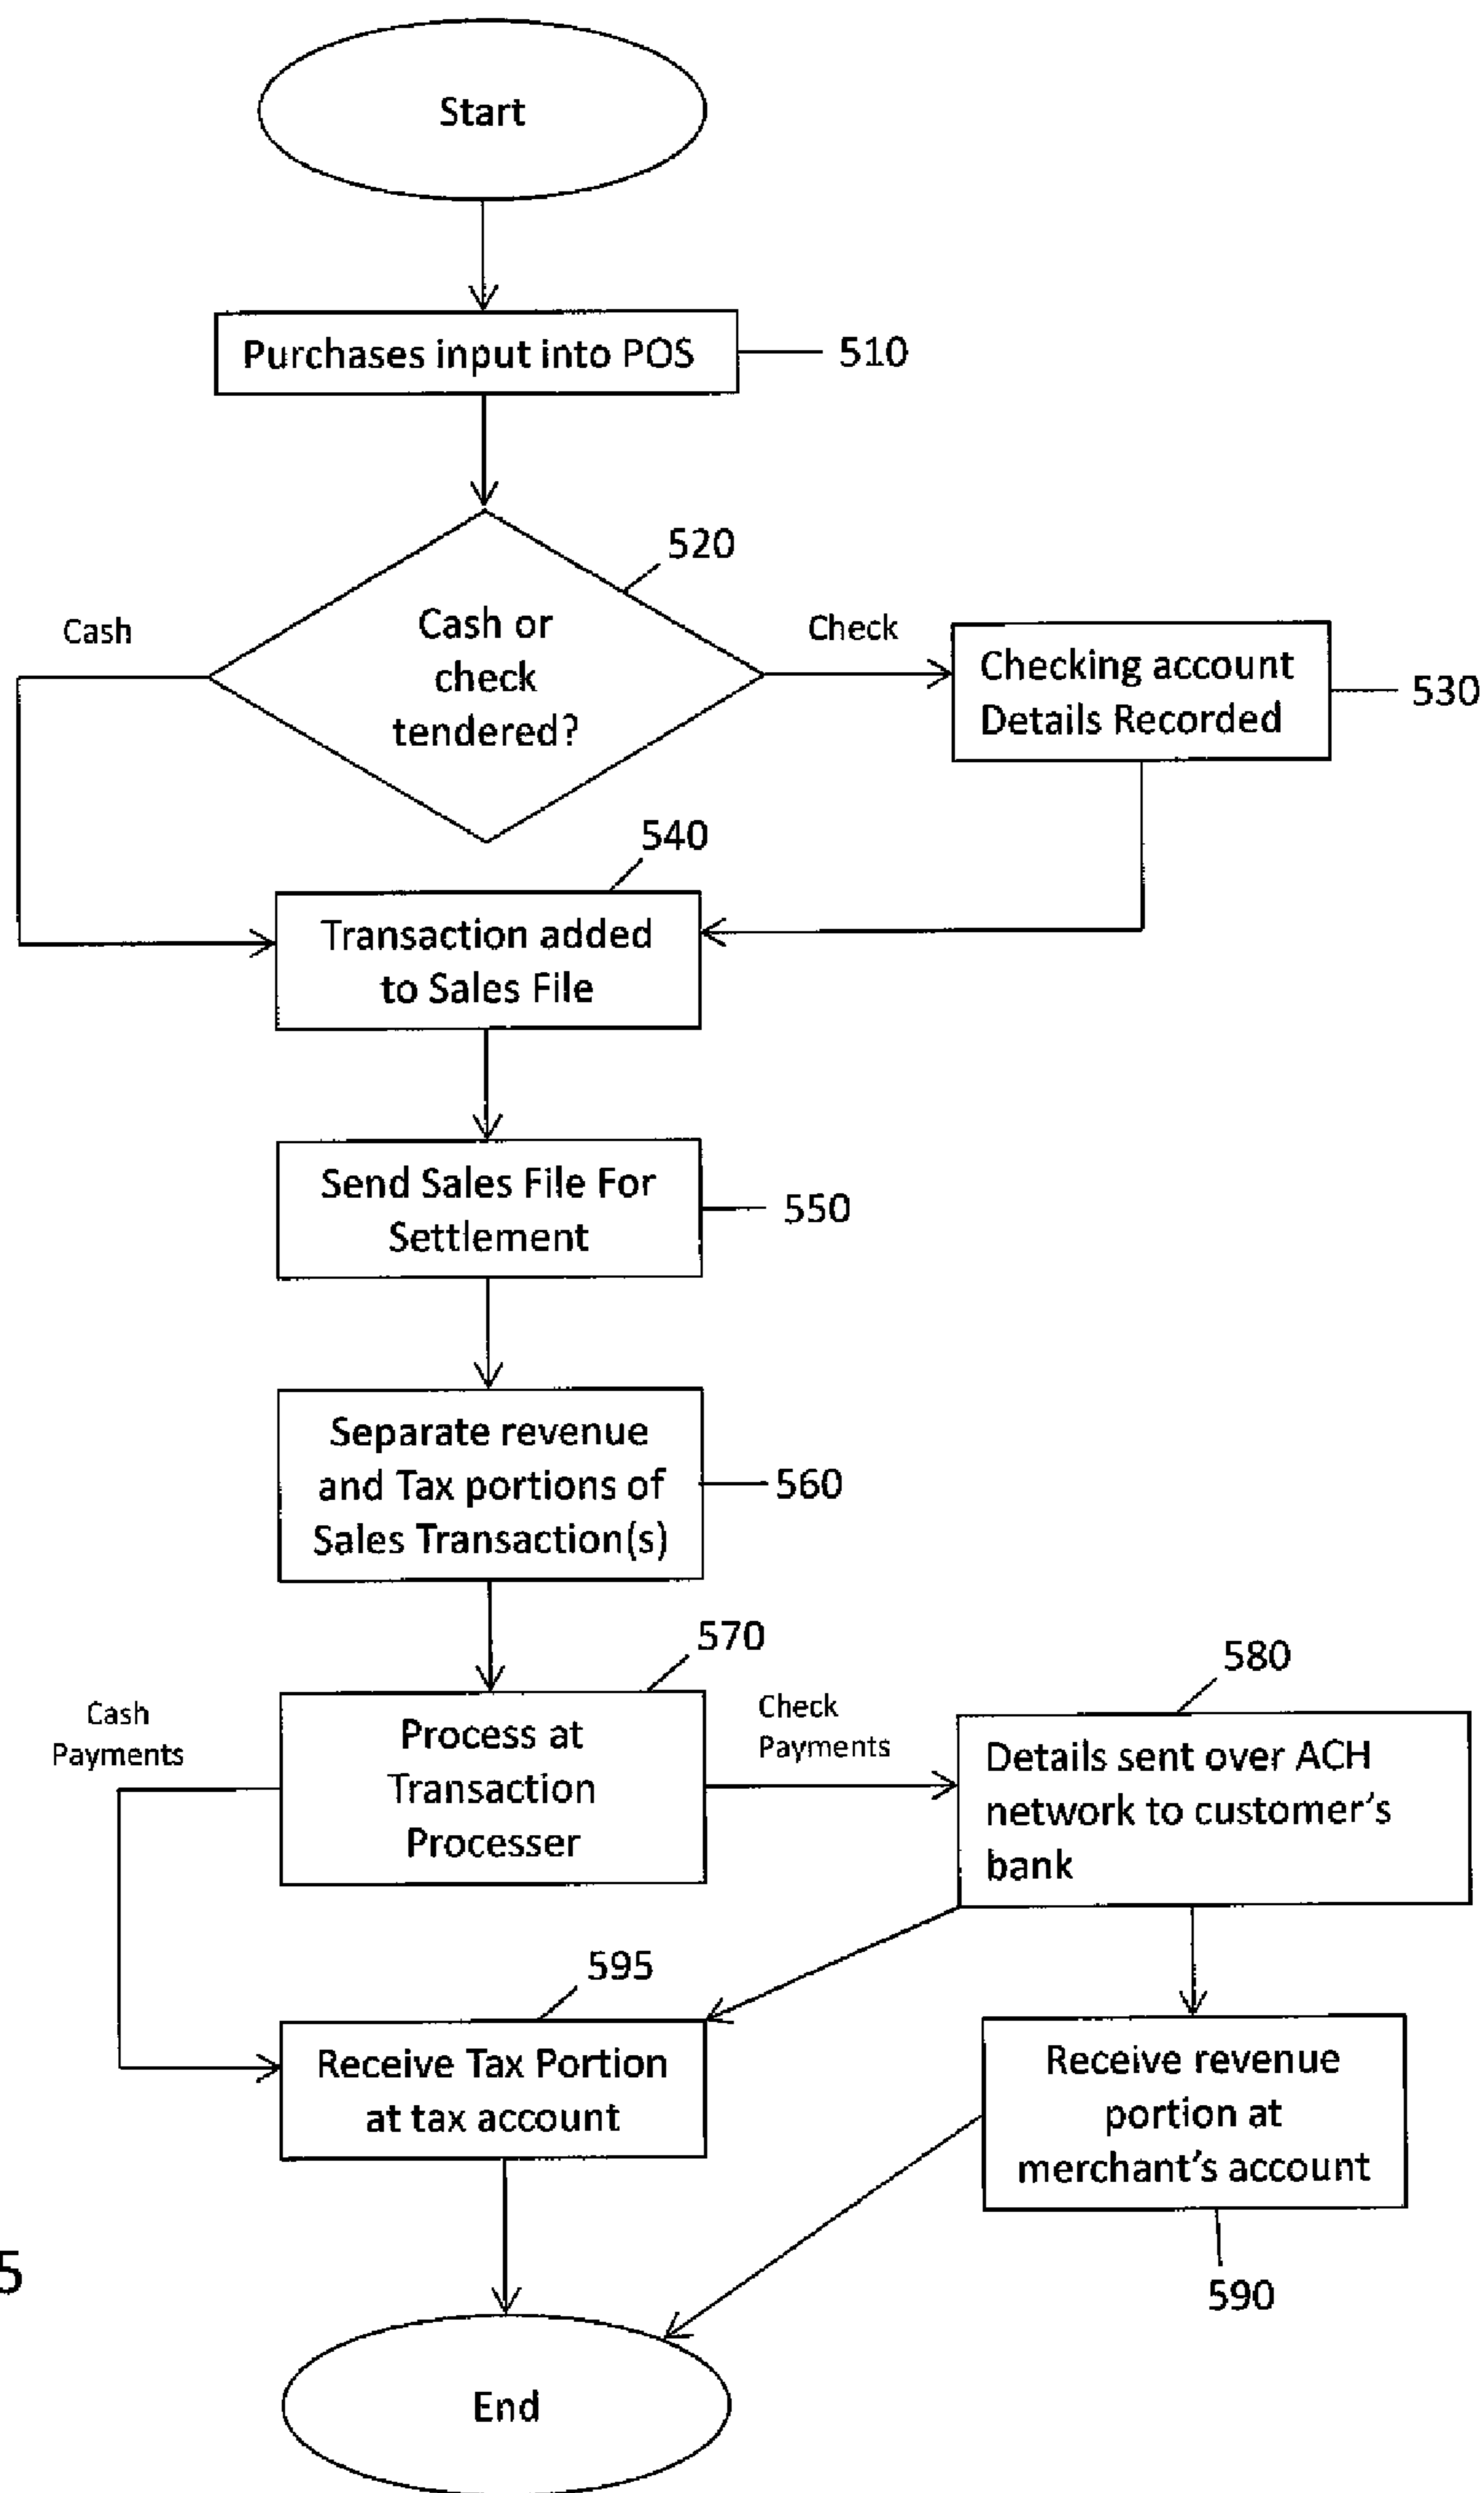 Start
Purchases input into POS
510
520
Cash or
check
tendered?
Cash
Check
Checking account
Details Recorded
530
540
Transaction added
to Sales File
Send Sales File For
Settlement
550
Separate revenue
and Tax portions of
Sales Transaction(s)
560
570
Process at
Transaction
Processer
Cash
Payments
Check
Payments
580
Details sent over ACH
network to customer's
bank
595
Receive Tax Portion
at tax account
Receive revenue
portion at
merchant's account
590
5
End